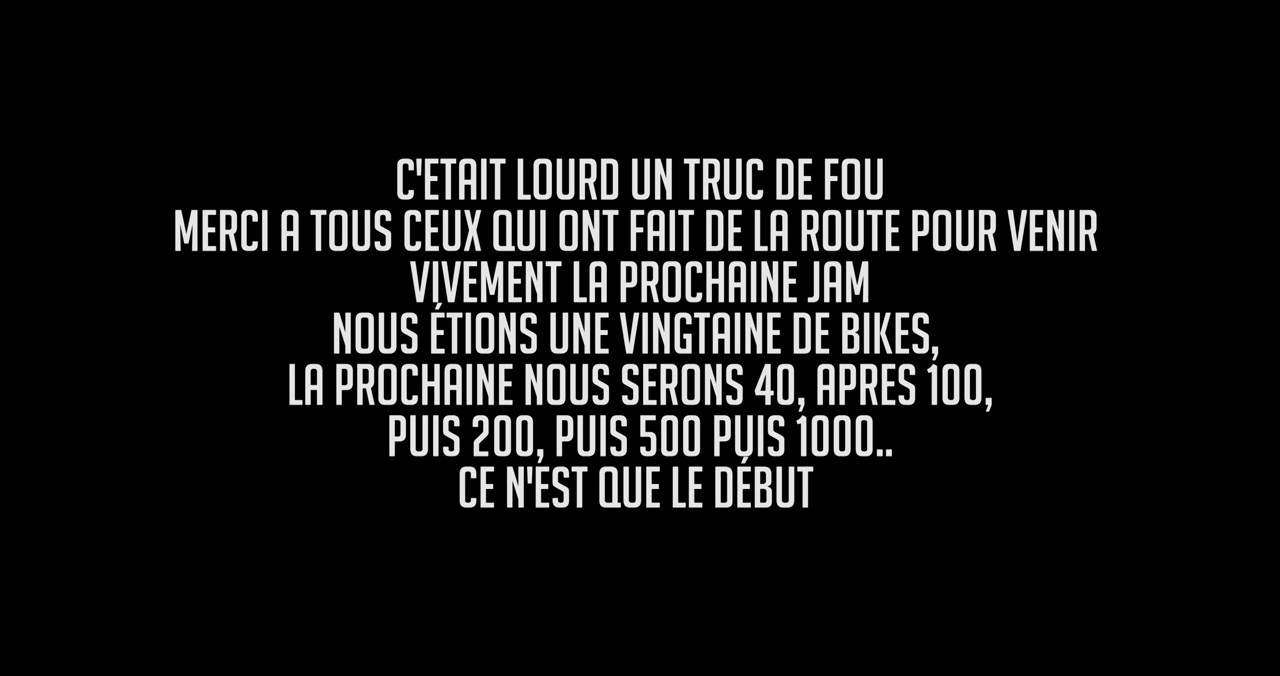 C'ETAIT LOURD UN TRUC DE FOU
MERCI A TOUS CEUX QUI ONT FAIT DE LA ROUTE POUR VENIR
VIVEMENT LA PROCHAINE JAM
NOUS ÉTIONS UNE VINGTAINE DE BIKES,
LA PROCHAINE NOUS SERONS 40, APRES 100,
PUIS 200, PUIS 500 PUIS 1000..
CE N'EST QUE LE DÉBUT